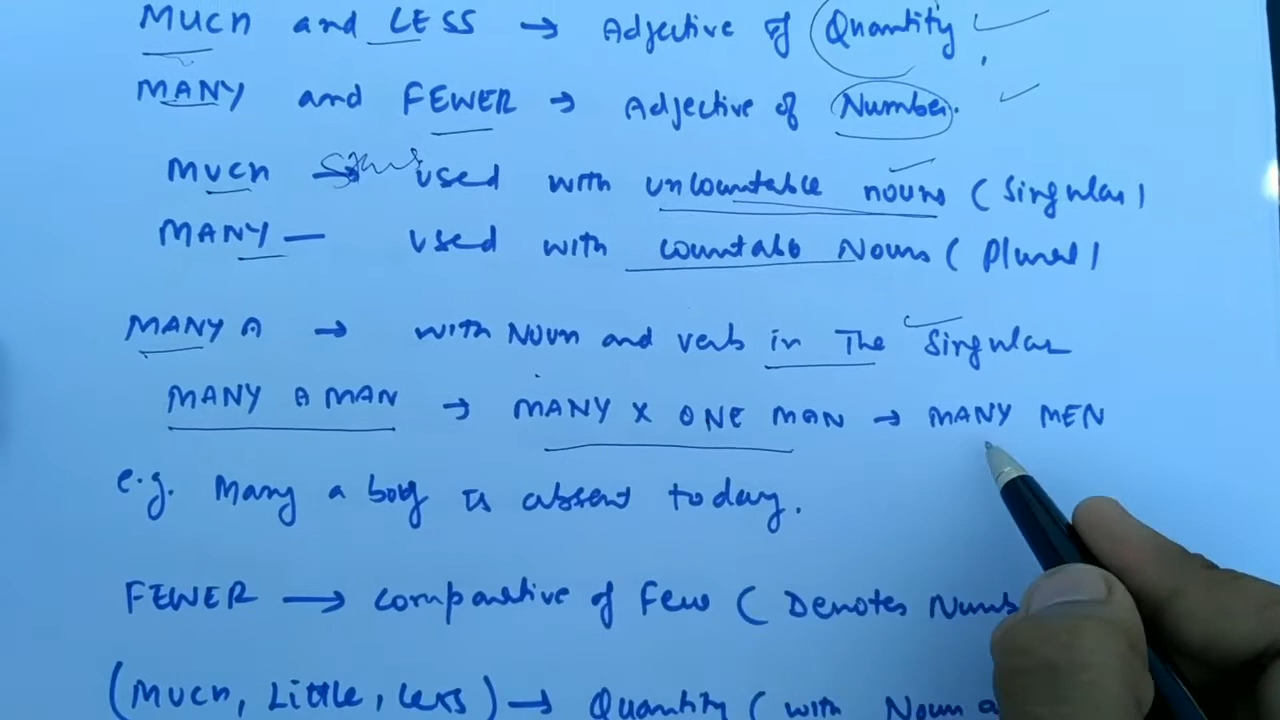 MUCH and LESS → Adjective of Quantity.
MANY and FEWER → Adjective of Number.
MUCH → used with uncountable nouns (Singular)
MANY — used with countable Nouns (Plural)
MANY A → with Noun and verb in The Singular
MANY A MAN → MANY X ONE MAN → MANY MEN
e.g. Many a boy is absent today.
FEWER → comparative of Few (Denotes Numb
(Much, Little, Less) → Quantity (with Noun a